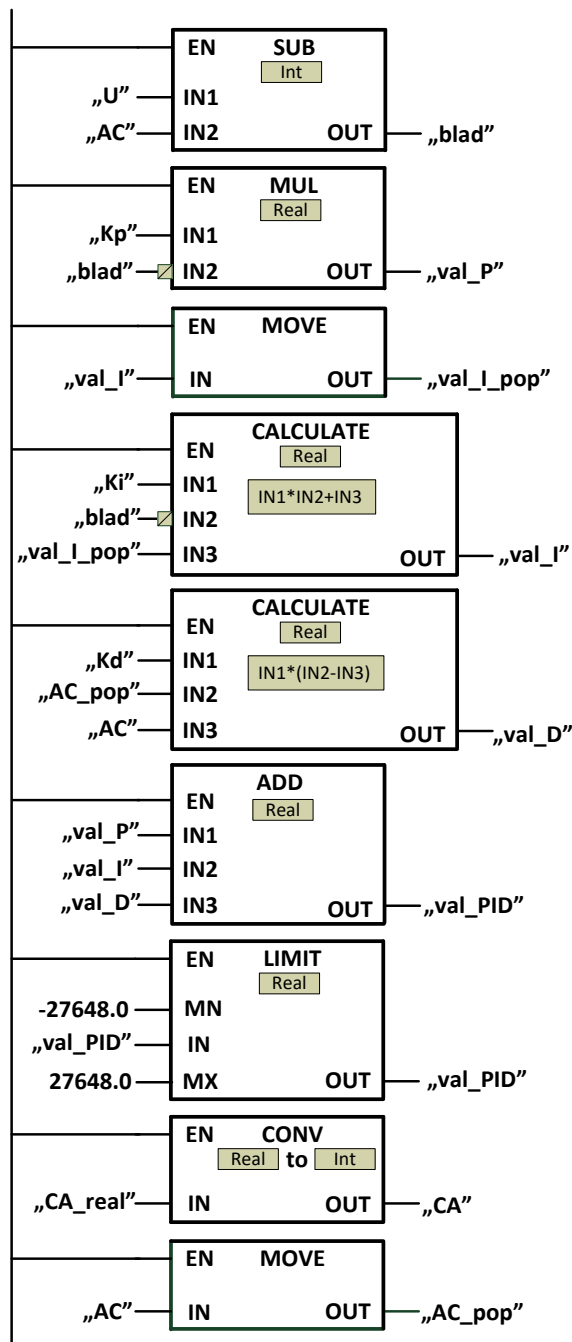 EN SUB
Int
„U” IN1
„AC” IN2 OUT „blad”
EN MUL
Real
„Kp” IN1
„blad” IN2 OUT „val_P”
EN MOVE
„val_I” IN OUT „val_I_pop”
CALCULATE
EN Real
„Ki” IN1 IN1*IN2+IN3
„blad” IN2
„val_I_pop” IN3 OUT „val_I”
CALCULATE
EN Real
„Kd” IN1 IN1*(IN2-IN3)
„AC_pop” IN2
„AC” IN3 OUT „val_D”
ADD
EN Real
„val_P” IN1
„val_I” IN2
„val_D” IN3 OUT „val_PID”
EN LIMIT
Real
-27648.0 MN
„val_PID” IN
27648.0 MX OUT „val_PID”
EN CONV
Real to Int
„CA_real” IN OUT „CA”
EN MOVE
„AC” IN OUT „AC_pop”